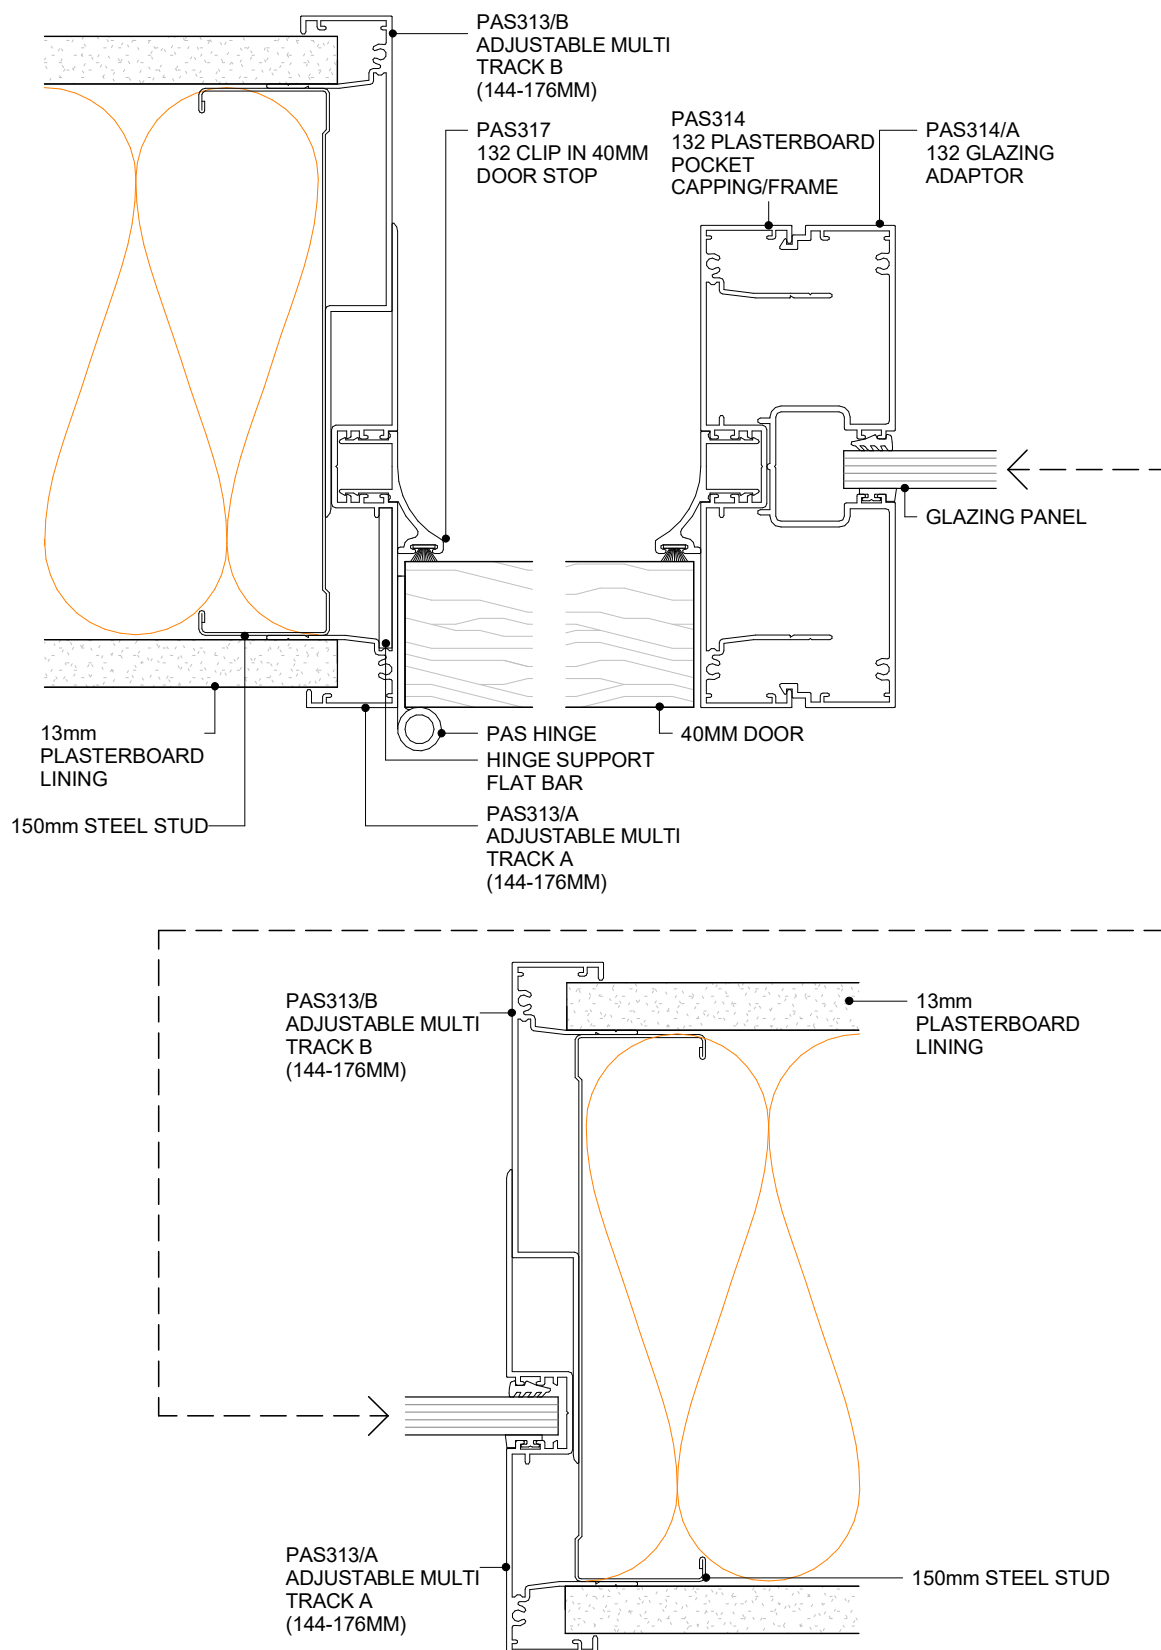 PAS313/B
ADJUSTABLE MULTI
TRACK B
(144-176MM)
PAS317
132 CLIP IN 40MM
DOOR STOP
PAS314
132 PLASTERBOARD
POCKET
CAPPING/FRAME
PAS314/A
132 GLAZING
ADAPTOR
GLAZING PANEL
13mm
PLASTERBOARD
LINING
150mm STEEL STUD
PAS HINGE
HINGE SUPPORT
FLAT BAR
40MM DOOR
PAS313/A
ADJUSTABLE MULTI
TRACK A
(144-176MM)
PAS313/B
ADJUSTABLE MULTI
TRACK B
(144-176MM)
13mm
PLASTERBOARD
LINING
PAS313/A
ADJUSTABLE MULTI
TRACK A
(144-176MM)
150mm STEEL STUD